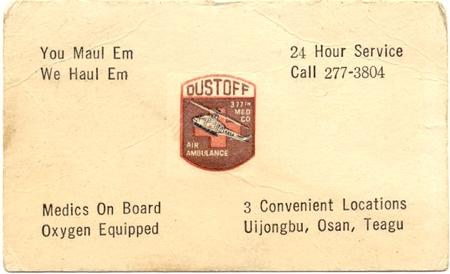 You Maul Em
We Haul Em
24 Hour Service
Call 277-3804
DUSTOFF
377TH
MED
CO
AIR
AMBULANCE
Medics On Board
Oxygen Equipped
3 Convenient Locations
Uijongbu, Osan, Teagu